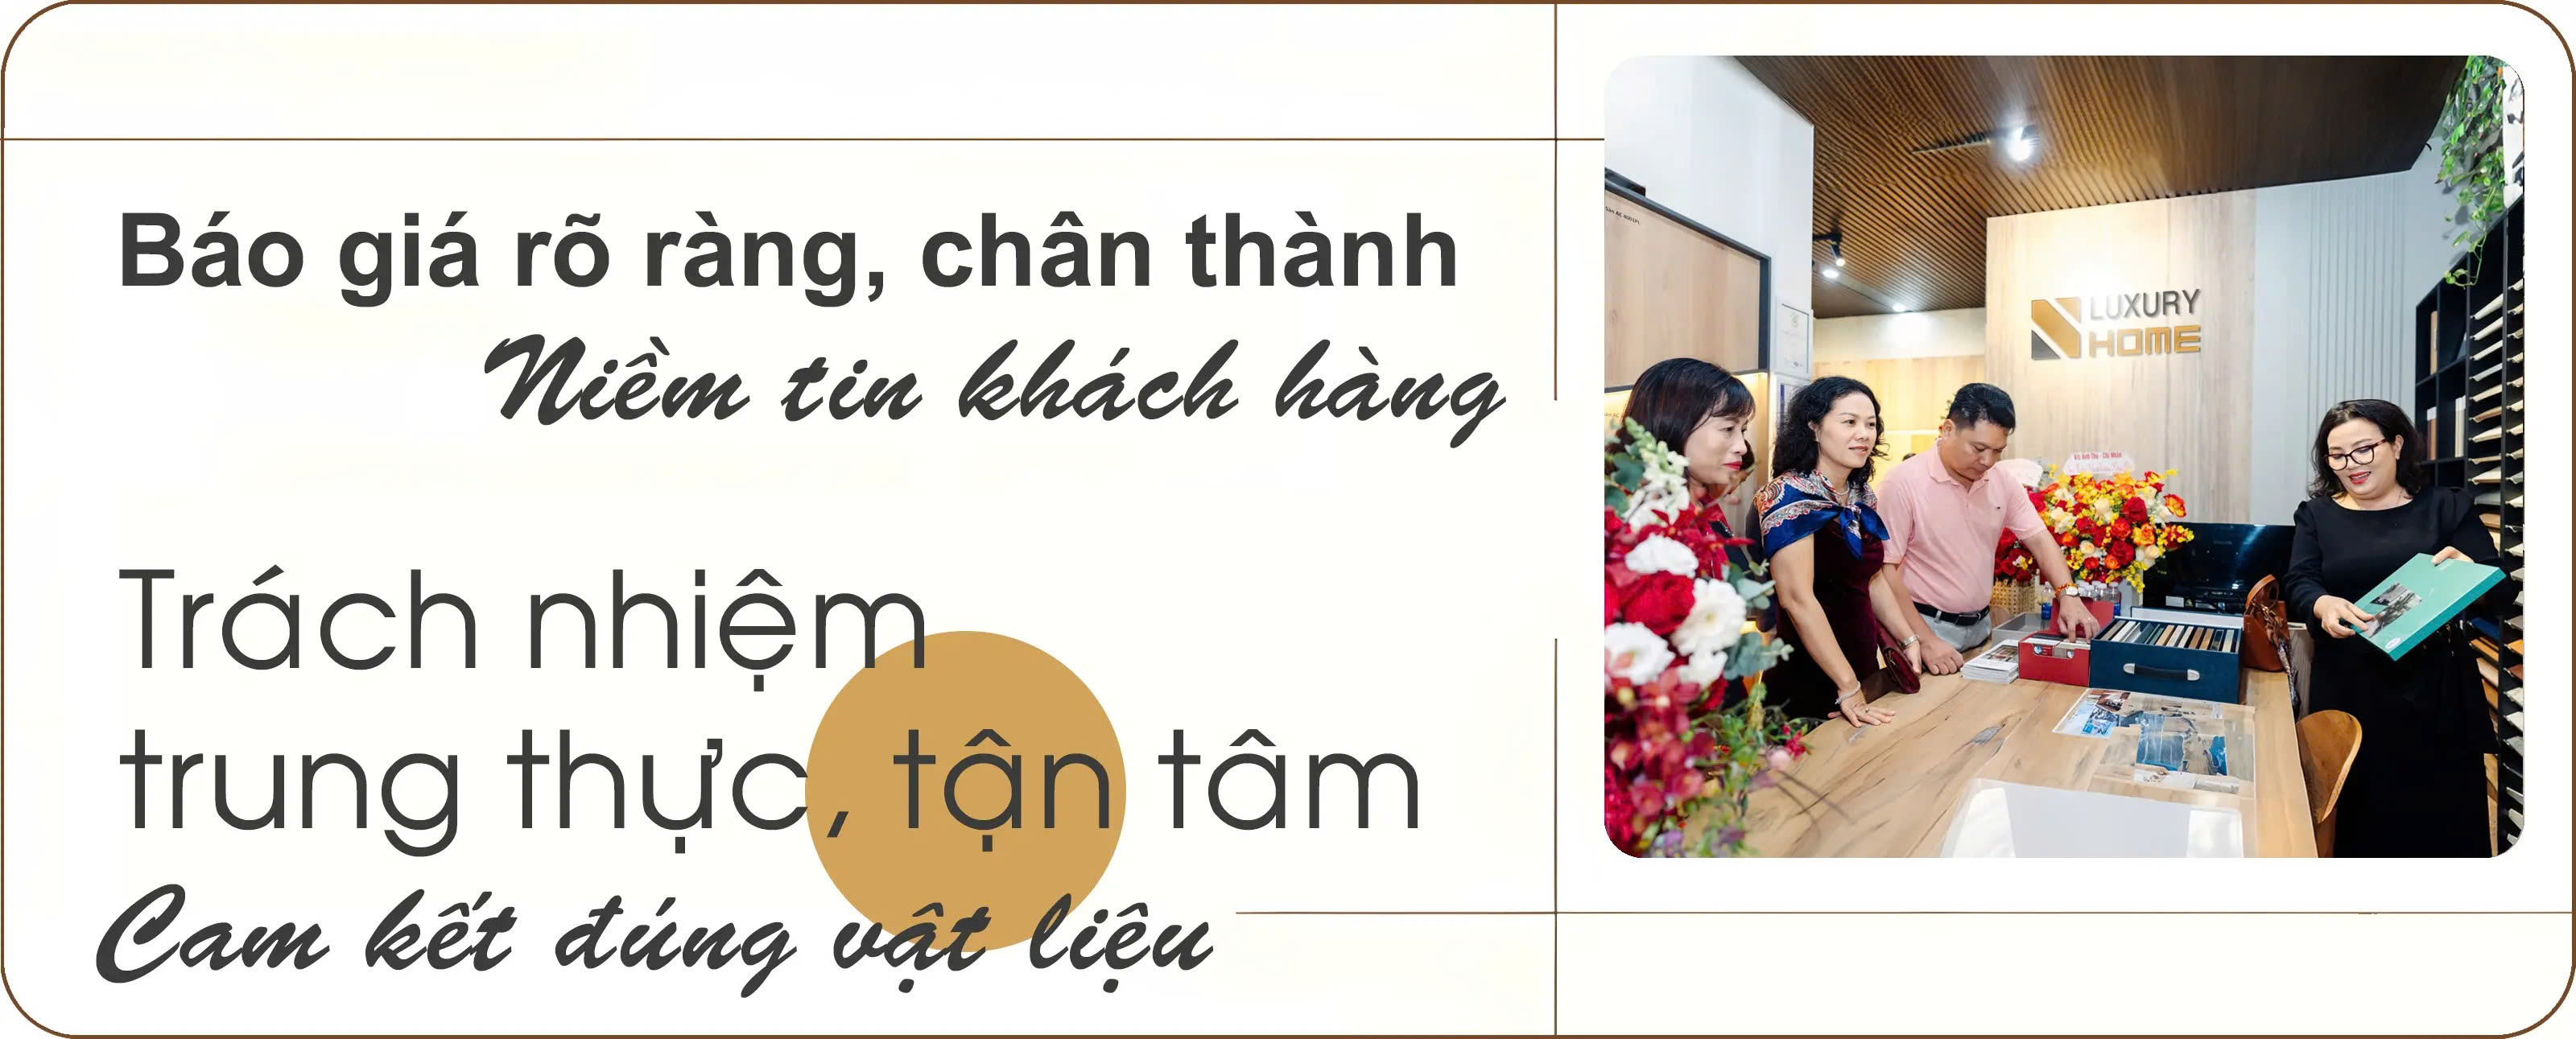 Báo giá rõ ràng, chân thành
Niềm tin khách hàng
Trách nhiệm
trung thực, tận tâm
Cam kết đúng vật liệu
LUXURY
HOME